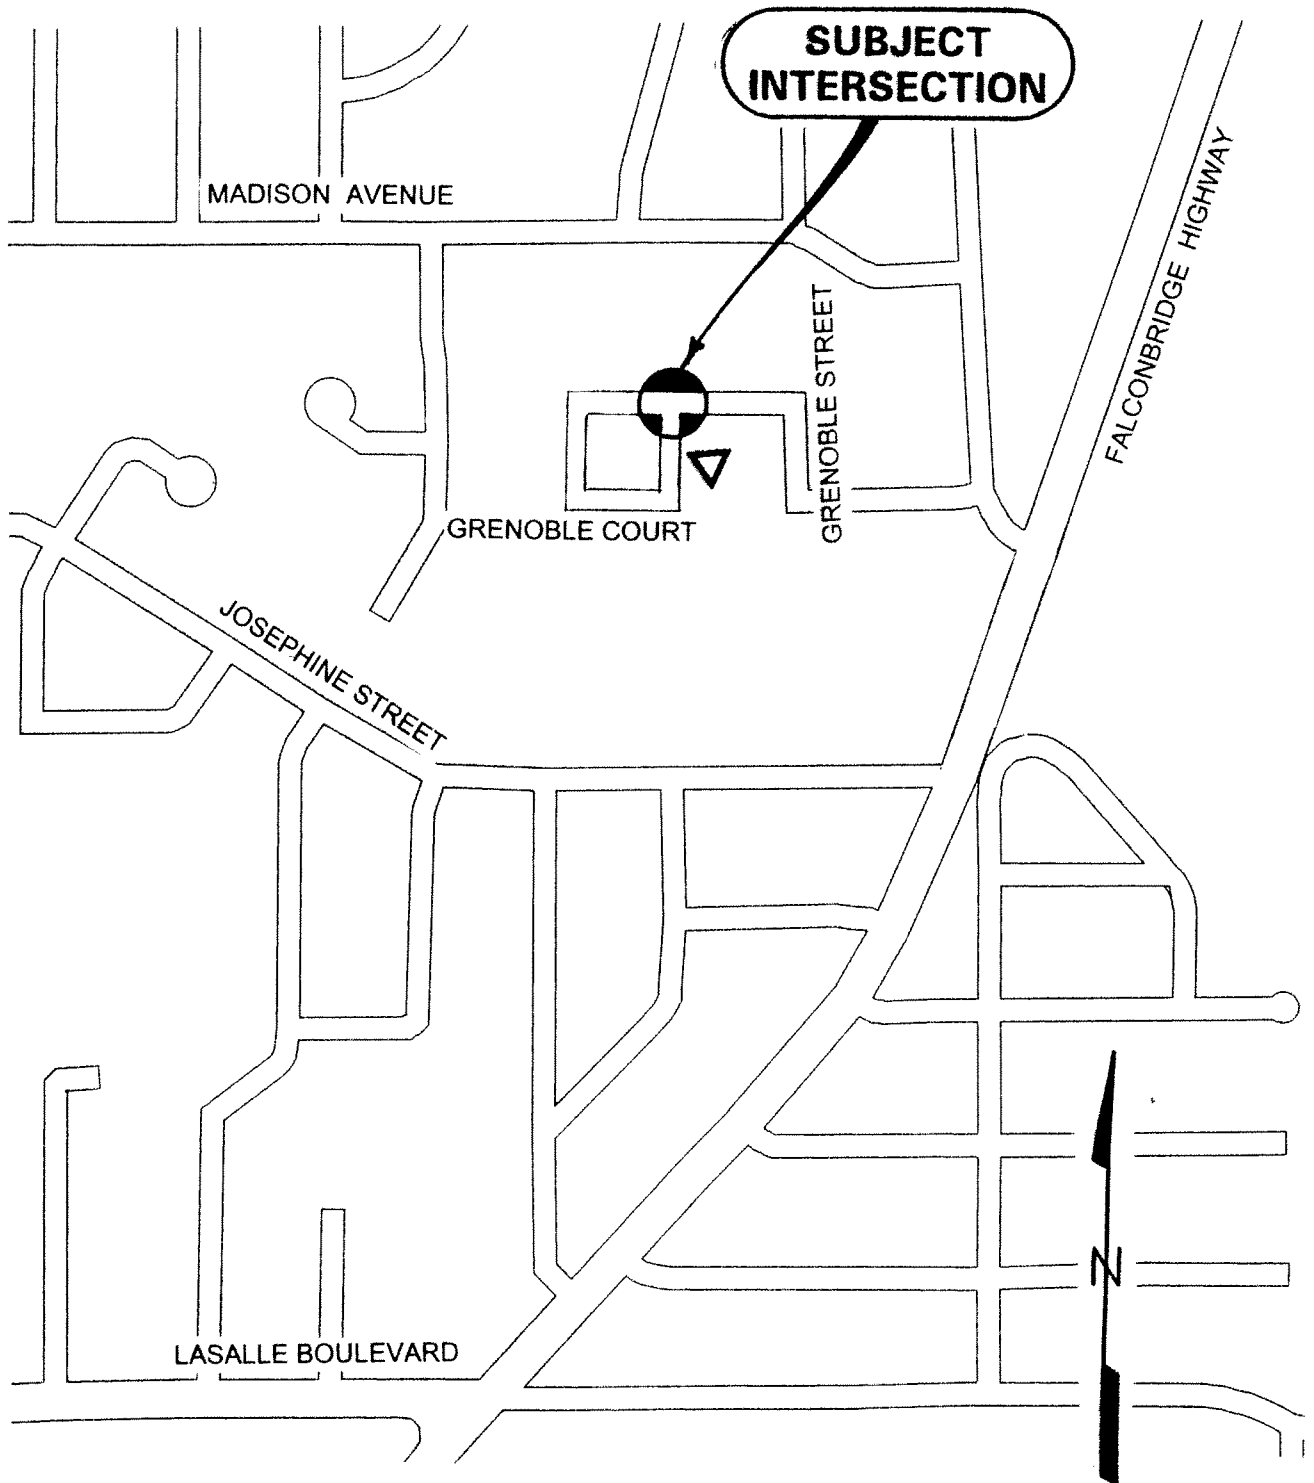 SUBJECT
INTERSECTION
MADISON AVENUE
FALCONBRIDGE HIGHWAY
GRENOBLE STREET
GRENOBLE COURT
JOSEPHINE STREET
N
LASALLE BOULEVARD